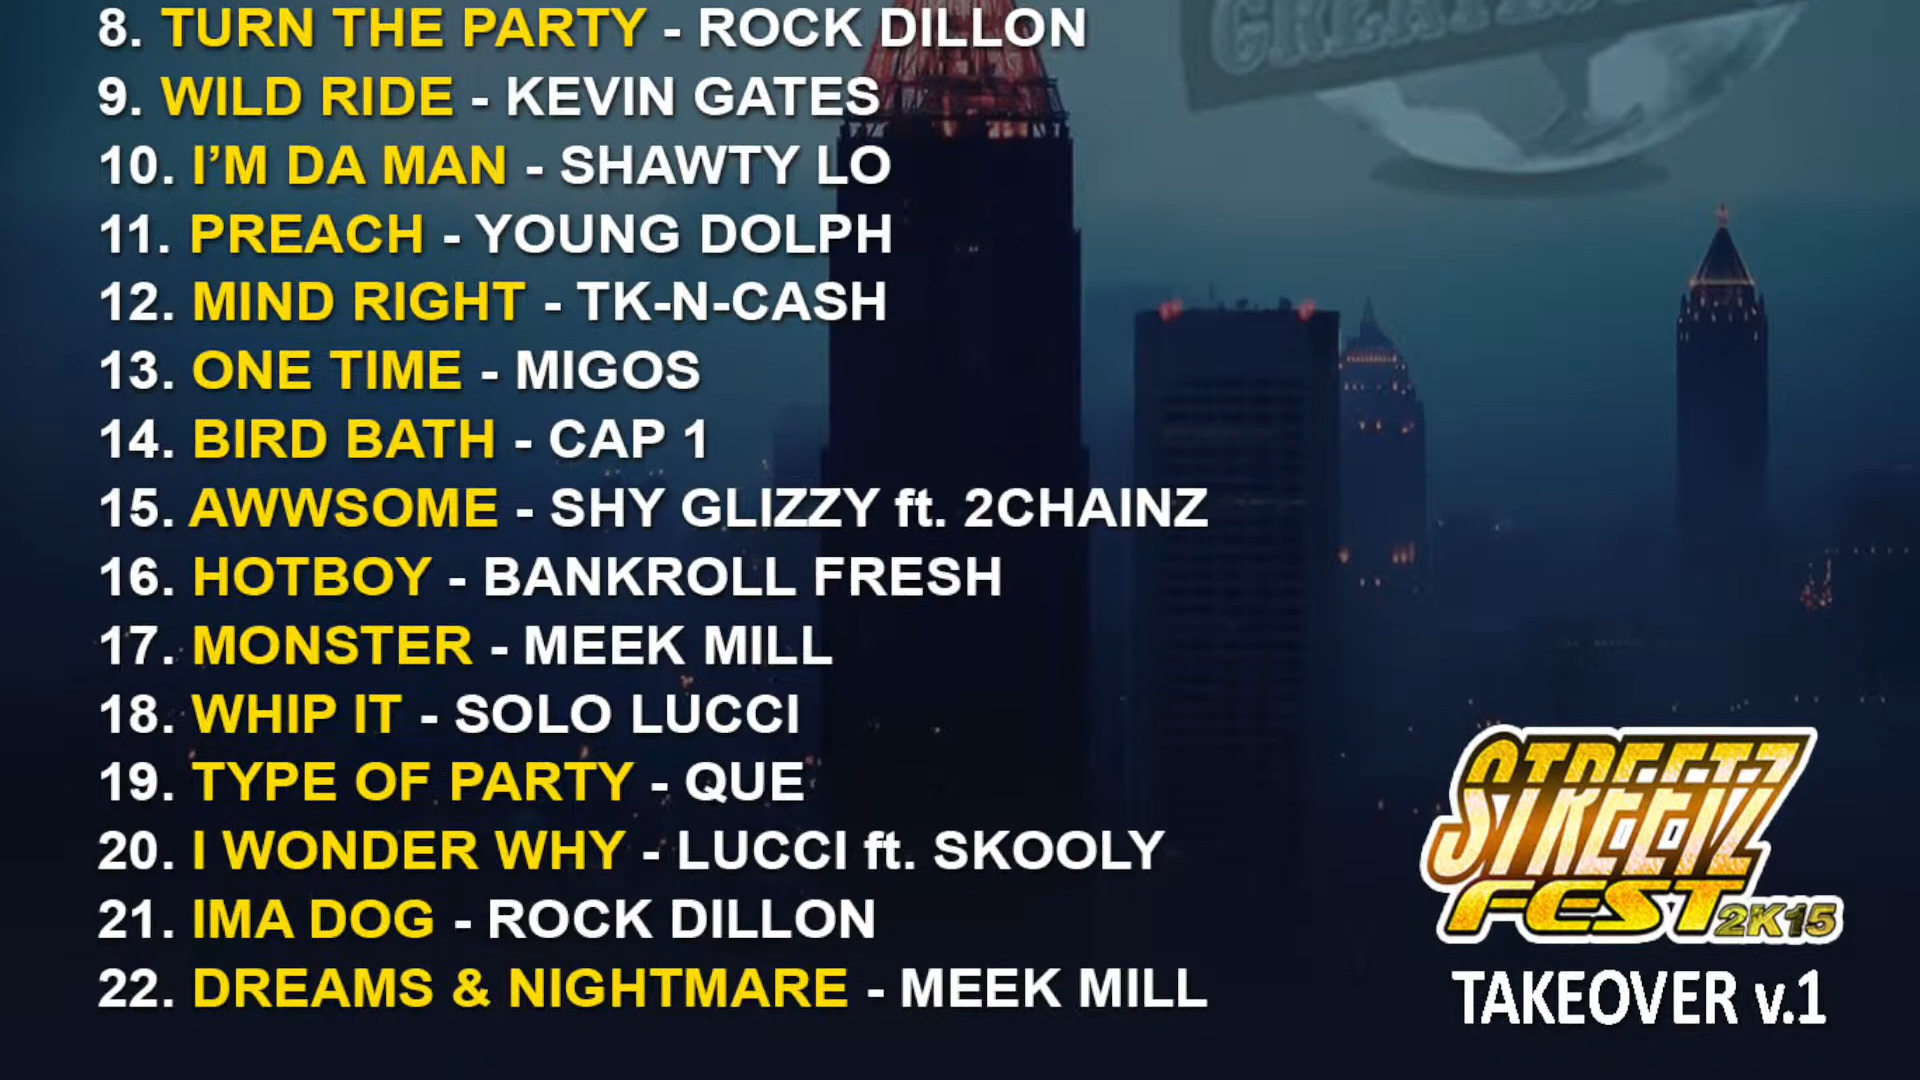 8. TURN THE PARTY - ROCK DILLON
9. WILD RIDE - KEVIN GATES
10. I’M DA MAN - SHAWTY LO
11. PREACH - YOUNG DOLPH
12. MIND RIGHT - TK-N-CASH
13. ONE TIME - MIGOS
14. BIRD BATH - CAP 1
15. AWWSOME - SHY GLIZZY ft. 2CHAINZ
16. HOTBOY - BANKROLL FRESH
17. MONSTER - MEEK MILL
18. WHIP IT - SOLO LUCCI
19. TYPE OF PARTY - QUE
20. I WONDER WHY - LUCCI ft. SKOOLY
21. IMA DOG - ROCK DILLON
22. DREAMS & NIGHTMARE - MEEK MILL
STREETZ
FEST 2K15
TAKEOVER v.1